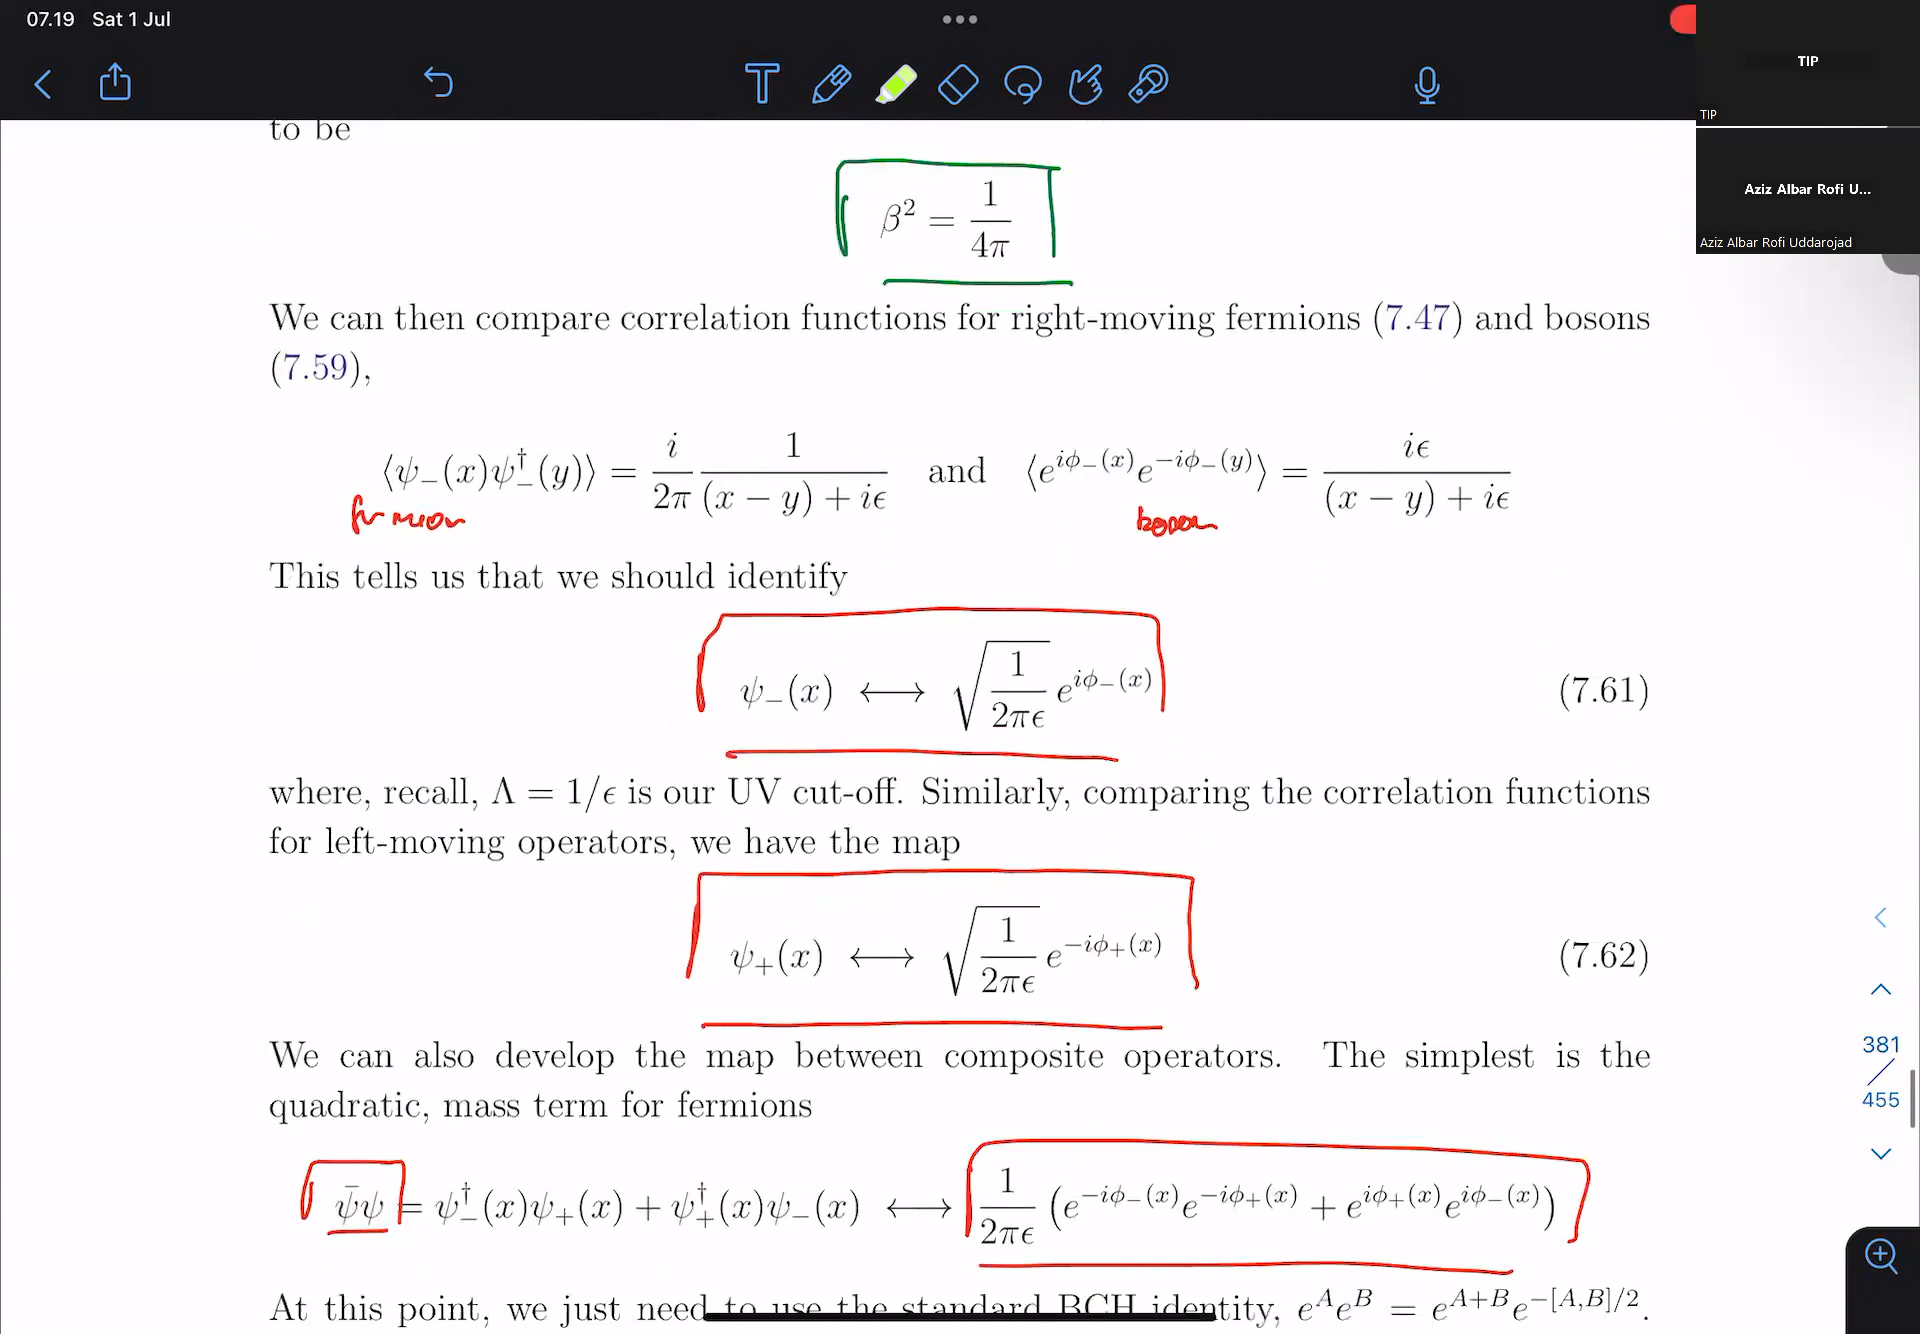 07.19 Sat 1 Jul
TIP
TIP
Aziz Albar Rofi U...
Aziz Albar Rofi Uddarojad
to be
β² = 1/4π
We can then compare correlation functions for right-moving fermions (7.47) and bosons
(7.59),
⟨ψ₋(x)ψ₋†(y)⟩ = i/2π 1/((x − y) + iϵ) and ⟨e^{iϕ₋(x)}e^{−iϕ₋(y)}⟩ = iϵ/((x − y) + iϵ)
This tells us that we should identify
ψ₋(x) ⟷ √(1/2πϵ) e^{iϕ₋(x)} (7.61)
where, recall, Λ = 1/ϵ is our UV cut-off. Similarly, comparing the correlation functions
for left-moving operators, we have the map
ψ₊(x) ⟷ √(1/2πϵ) e^{−iϕ₊(x)} (7.62)
We can also develop the map between composite operators. The simplest is the
quadratic, mass term for fermions
ψ̄ψ = ψ₋†(x)ψ₊(x) + ψ₊†(x)ψ₋(x) ⟷ 1/2πϵ (e^{−iϕ₋(x)}e^{−iϕ₊(x)} + e^{iϕ₊(x)}e^{iϕ₋(x)})
At this point, we just need to use the standard BCH identity, e^A e^B = e^{A+B}e^{−[A,B]/2}.
381
/
455